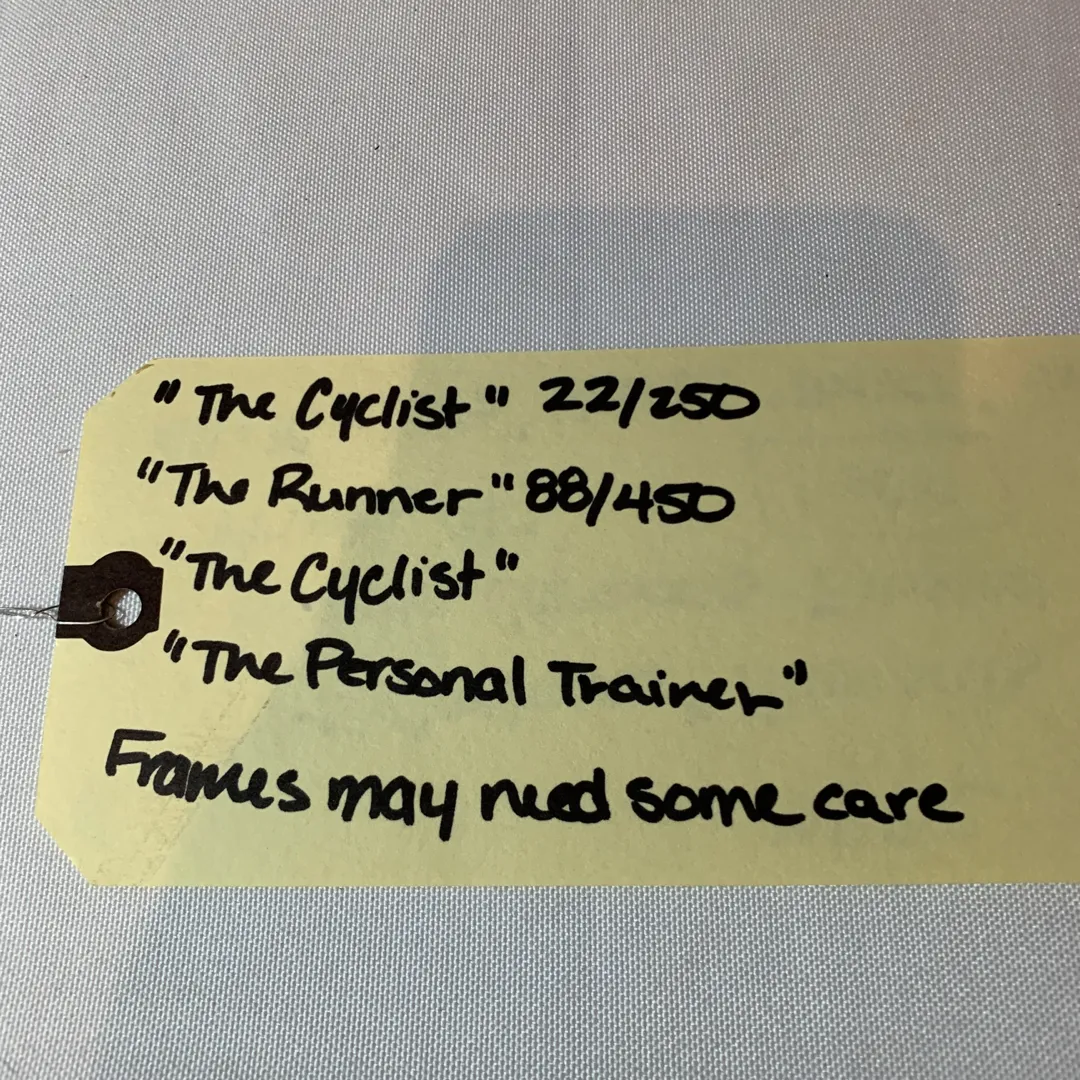 "The Cyclist" 22/250
"The Runner" 88/450
"The Cyclist"
"The Personal Trainer"
Frames may need some care